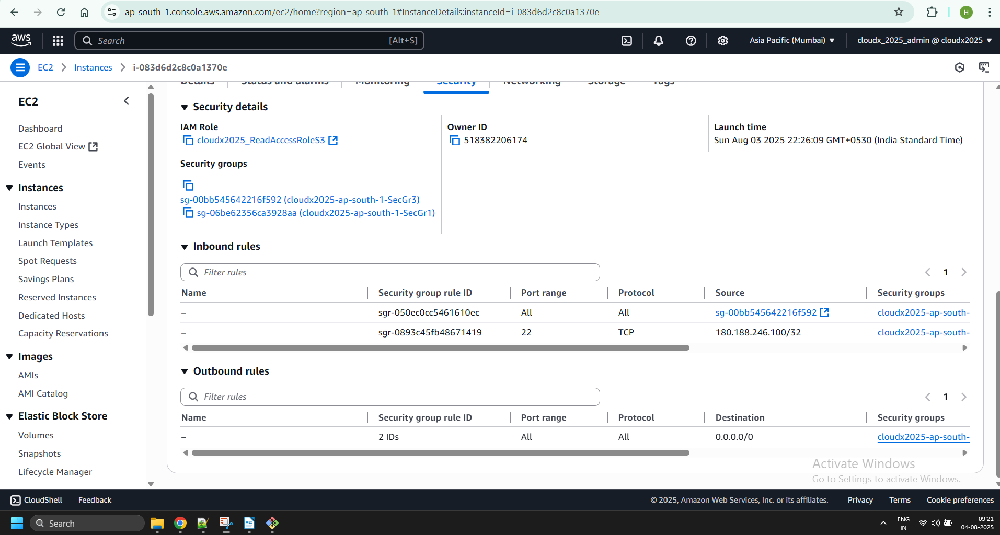 ap-south-1.console.aws.amazon.com/ec2/home?region=ap-south-1#InstanceDetails:instanceId=i-083d6d2c8c0a1370e
H
aws
Search [Alt+S]
Asia Pacific (Mumbai)
cloudx_2025_admin @ cloudx2025
EC2
Instances
i-083d6d2c8c0a1370e
Details
Status and alarms
Monitoring
Security
Networking
Storage
Tags
EC2
Dashboard
EC2 Global View
Events
Instances
Instances
Instance Types
Launch Templates
Spot Requests
Savings Plans
Reserved Instances
Dedicated Hosts
Capacity Reservations
Images
AMIs
AMI Catalog
Elastic Block Store
Volumes
Snapshots
Lifecycle Manager
Security details
IAM Role
cloudx2025_ReadAccessRoleS3
Owner ID
518382206174
Launch time
Sun Aug 03 2025 22:26:09 GMT+0530 (India Standard Time)
Security groups
sg-00bb545642216f592 (cloudx2025-ap-south-1-SecGr3)
sg-06be62356ca3928aa (cloudx2025-ap-south-1-SecGr1)
Inbound rules
Filter rules
1
Name Security group rule ID Port range Protocol Source Security groups
– sgr-050ec0cc5461610ec All All sg-00bb545642216f592 cloudx2025-ap-south-
– sgr-0893c45fb48671419 22 TCP 180.188.246.100/32 cloudx2025-ap-south-
Outbound rules
Filter rules
1
Name Security group rule ID Port range Protocol Destination Security groups
– 2 IDs All All 0.0.0.0/0 cloudx2025-ap-south-
Activate Windows
Go to Settings to activate Windows.
CloudShell
Feedback
© 2025, Amazon Web Services, Inc. or its affiliates.
Privacy
Terms
Cookie preferences
Search
ENG
IN
09:21
04-08-2025